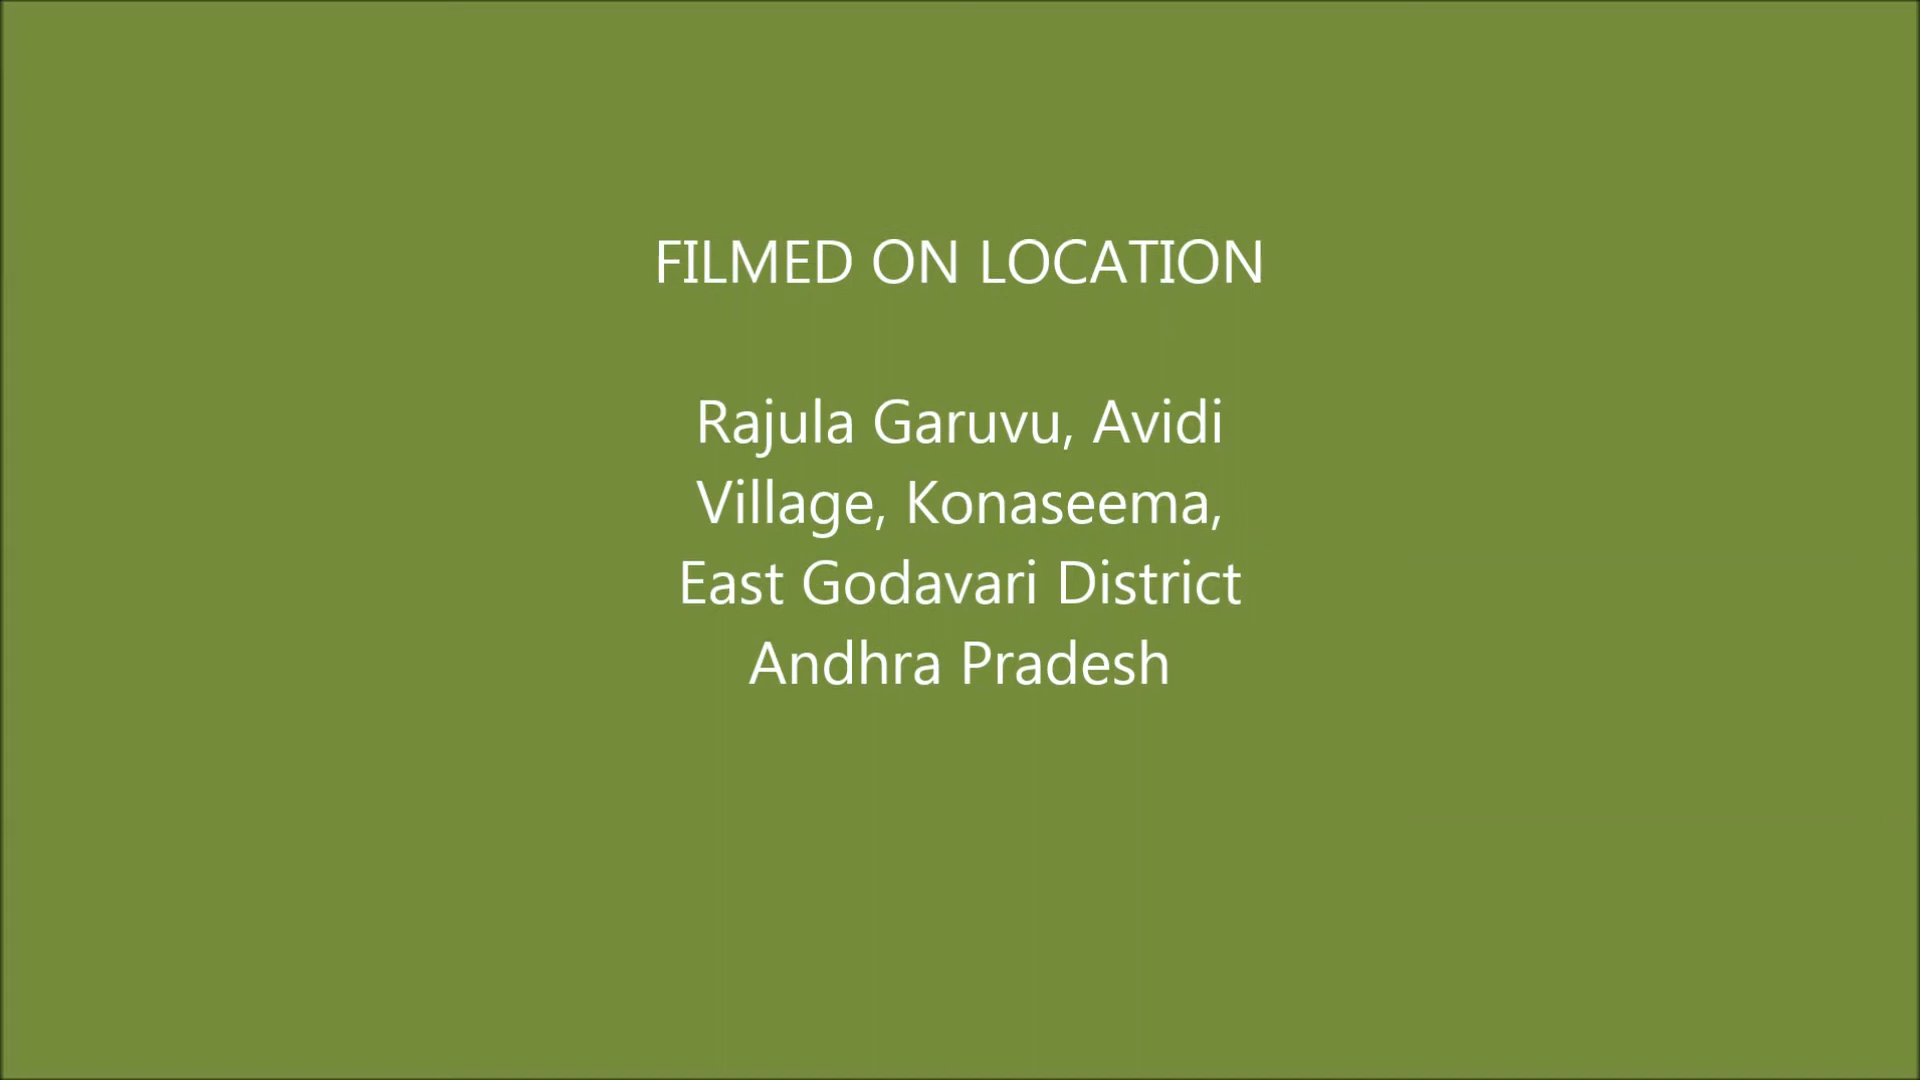 FILMED ON LOCATION
Rajula Garuvu, Avidi
Village, Konaseema,
East Godavari District
Andhra Pradesh